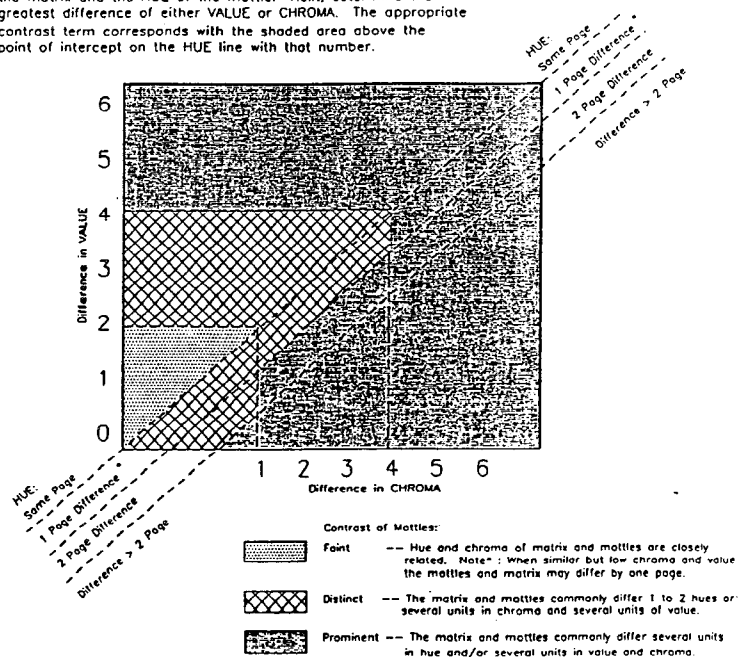 greatest difference of either VALUE or CHROMA. The appropriate
contrast term corresponds with the shaded area above the
point of intercept on the HUE line with that number.
HUE:
Same Page
1 Page Difference*
2 Page Difference
Difference > 2 Page
6
5
4
3
2
1
0
Difference in VALUE
1 2 3 4 5 6
Difference in CHROMA
HUE:
Same Page
1 Page Difference*
2 Page Difference
Difference > 2 Page
Contrast of Mottles:
Faint -- Hue and chroma of matrix and mottles are closely
related. Note* : When similar but low chroma and value
the mottles and matrix may differ by one page.
Distinct -- The matrix and mottles commonly differ 1 to 2 hues or
several units in chroma and several units of value.
Prominent -- The matrix and mottles commonly differ several units
in hue and/or several units in value and chroma.